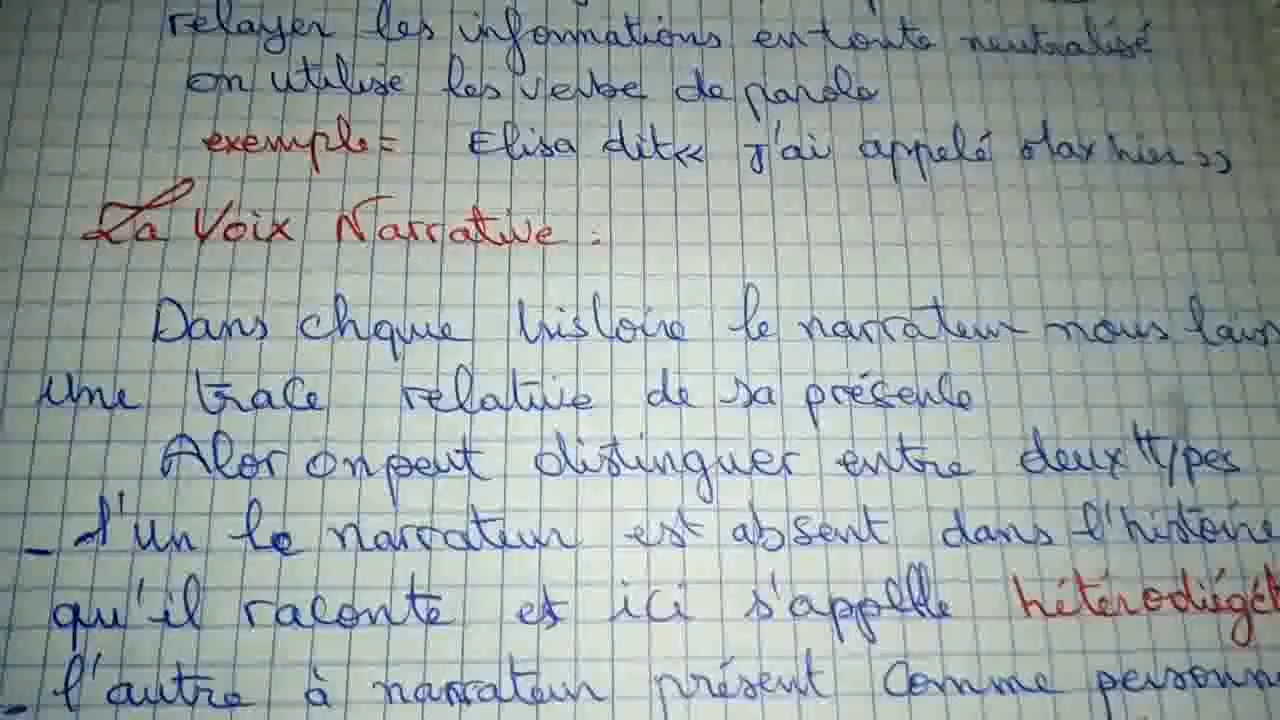 relayer les informations en toute neutralisé
on utilise les verbe de parole
exemple= Elisa dit « J'ai appelé Max hier »
La Voix Narrative :
Dans chque histoire le narrateur nous laiss
une trace relative de sa présence
Alor on peut distinguer entre deux types
- l'un le narrateur est absent dans l'histoire
qu'il raconte et ici s'appelle hétérodiégét
- l'autre à narrateur présent comme personn